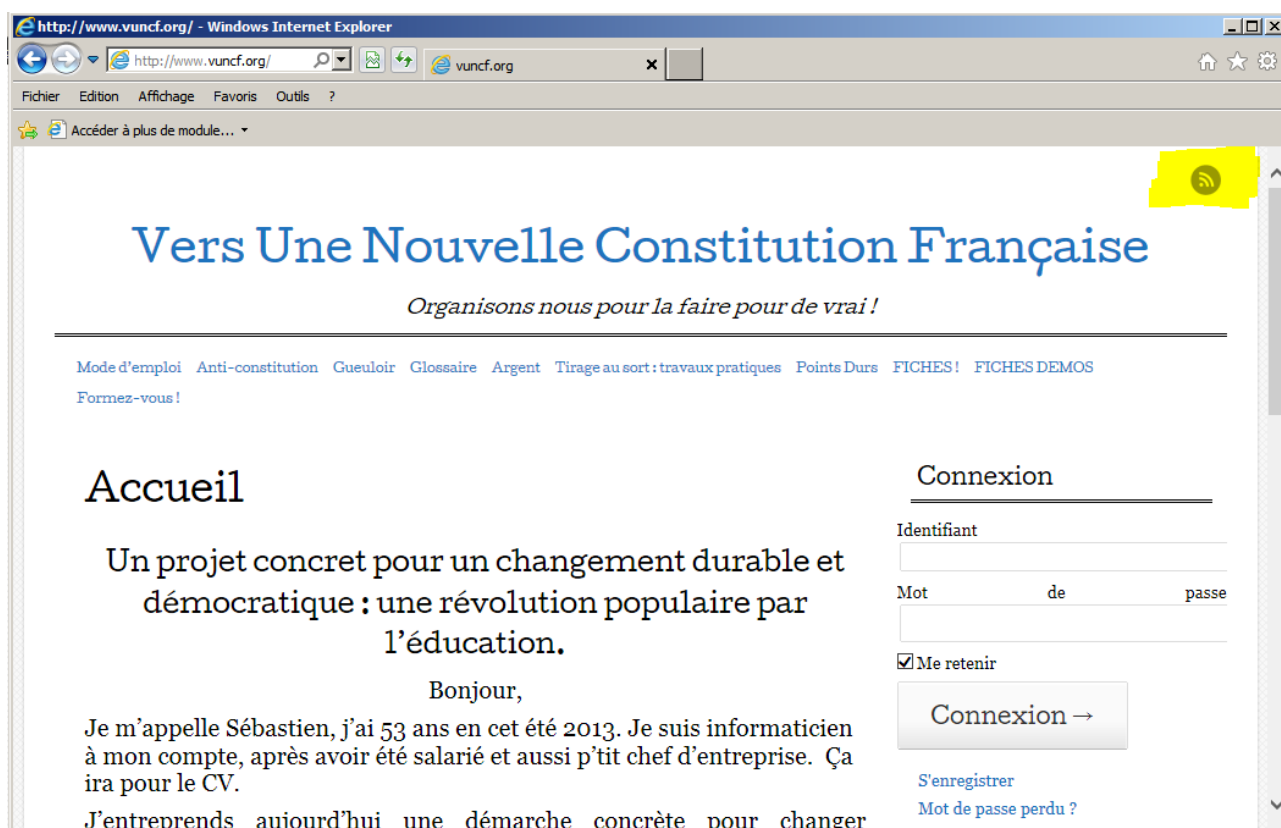 http://www.vuncf.org/ - Windows Internet Explorer
http://www.vuncf.org/
vuncf.org
Fichier Edition Affichage Favoris Outils ?
Accéder à plus de module...
Vers Une Nouvelle Constitution Française
Organisons nous pour la faire pour de vrai !
Mode d'emploi Anti-constitution Gueuloir Glossaire Argent Tirage au sort : travaux pratiques Points Durs FICHES ! FICHES DEMOS
Formez-vous !
Accueil
Un projet concret pour un changement durable et
démocratique : une révolution populaire par
l'éducation.
Bonjour,
Je m'appelle Sébastien, j'ai 53 ans en cet été 2013. Je suis informaticien
à mon compte, après avoir été salarié et aussi p'tit chef d'entreprise. Ça
ira pour le CV.
J'entreprends aujourd'hui une démarche concrète pour changer
Connexion
Identifiant
Mot de passe
Me retenir
Connexion →
S'enregistrer
Mot de passe perdu ?